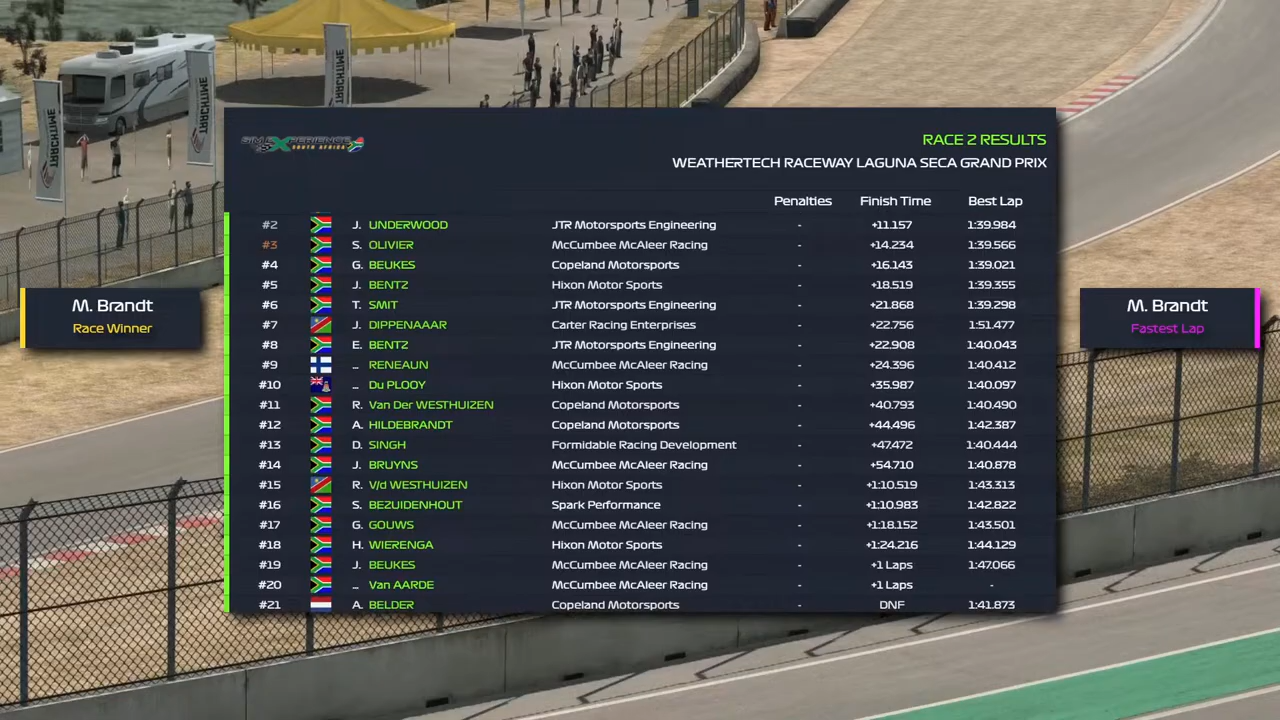 TRACKTIME
TRACKTIME
TRACKTIME
SIM EXPERIENCE
SOUTH AFRICA
RACE 2 RESULTS
WEATHERTECH RACEWAY LAGUNA SECA GRAND PRIX
Penalties Finish Time Best Lap
#2 J. UNDERWOOD JTR Motorsports Engineering - +11.157 1:39.984
#3 S. OLIVIER McCumbee McAleer Racing - +14.234 1:39.566
#4 G. BEUKES Copeland Motorsports - +16.143 1:39.021
#5 J. BENTZ Hixon Motor Sports - +18.519 1:39.355
#6 T. SMIT JTR Motorsports Engineering - +21.868 1:39.298
#7 J. DIPPENAAAR Carter Racing Enterprises - +22.756 1:51.477
#8 E. BENTZ JTR Motorsports Engineering - +22.908 1:40.043
#9 ... RENEAUN McCumbee McAleer Racing - +24.396 1:40.412
#10 ... Du PLOOY Hixon Motor Sports - +35.987 1:40.097
#11 R. Van Der WESTHUIZEN Copeland Motorsports - +40.793 1:40.490
#12 A. HILDEBRANDT Copeland Motorsports - +44.496 1:42.387
#13 D. SINGH Formidable Racing Development - +47.472 1:40.444
#14 J. BRUYNS McCumbee McAleer Racing - +54.710 1:40.878
#15 R. V/d WESTHUIZEN Hixon Motor Sports - +1:10.519 1:43.313
#16 S. BEZUIDENHOUT Spark Performance - +1:10.983 1:42.822
#17 G. GOUWS McCumbee McAleer Racing - +1:18.152 1:43.501
#18 H. WIERENGA Hixon Motor Sports - +1:24.216 1:44.129
#19 J. BEUKES McCumbee McAleer Racing - +1 Laps 1:47.066
#20 ... Van AARDE McCumbee McAleer Racing - +1 Laps -
#21 A. BELDER Copeland Motorsports - DNF 1:41.873
M. Brandt
Race Winner
M. Brandt
Fastest Lap